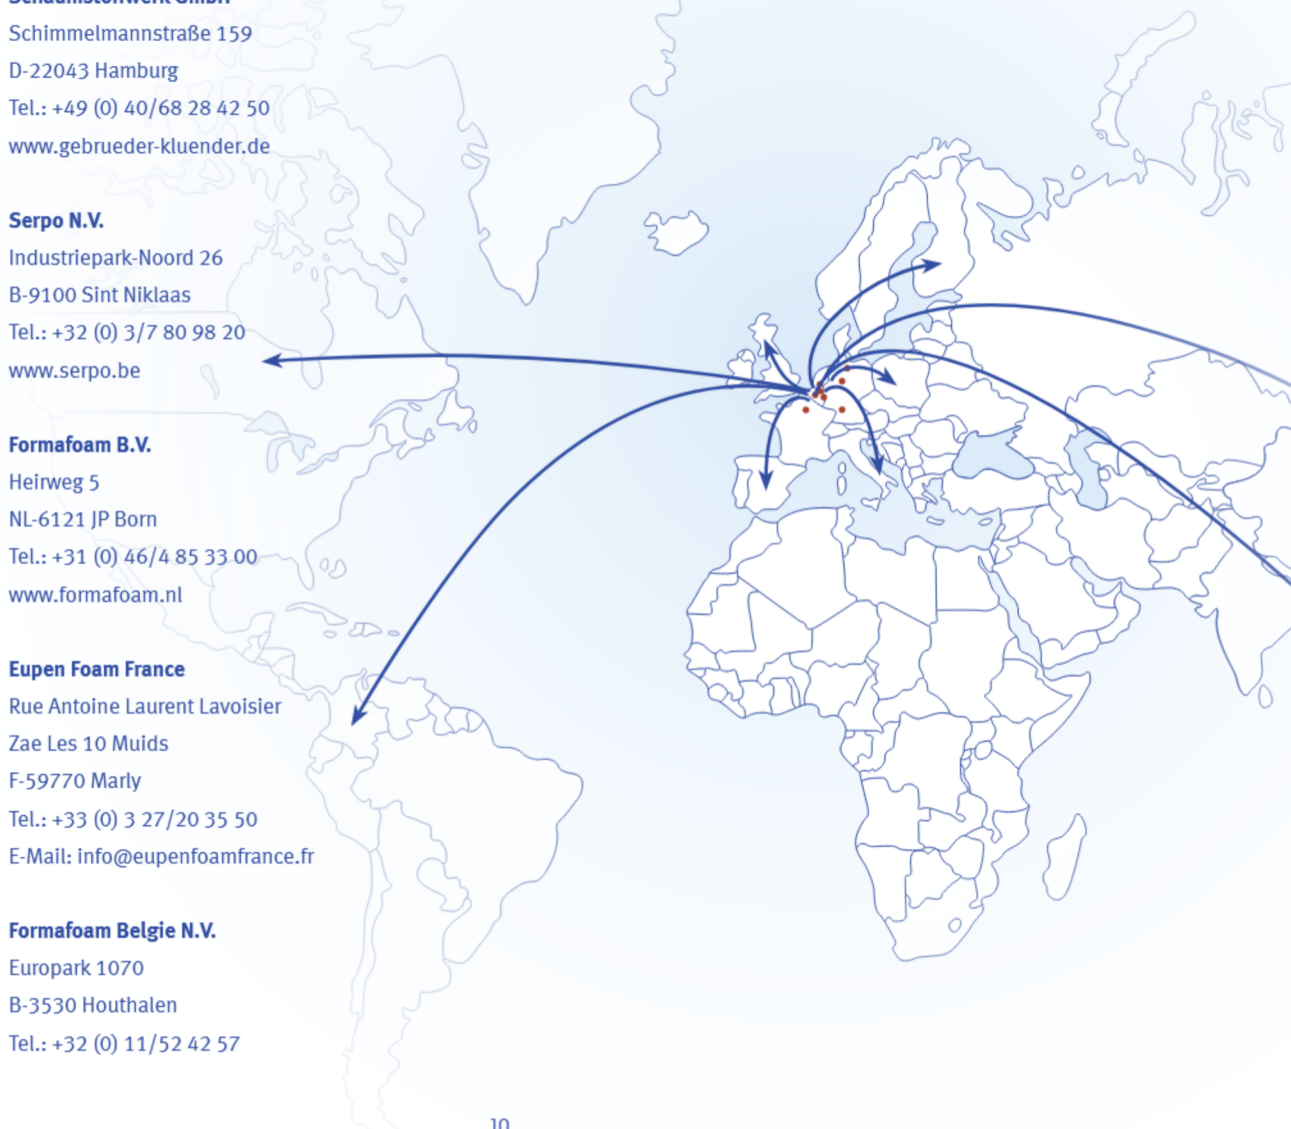 Schaumstoffwerk GmbH
Schimmelmannstraße 159
D-22043 Hamburg
Tel.: +49 (0) 40/68 28 42 50
www.gebrueder-kluender.de
Serpo N.V.
Industriepark-Noord 26
B-9100 Sint Niklaas
Tel.: +32 (0) 3/7 80 98 20
www.serpo.be
Formafoam B.V.
Heirweg 5
NL-6121 JP Born
Tel.: +31 (0) 46/4 85 33 00
www.formafoam.nl
Eupen Foam France
Rue Antoine Laurent Lavoisier
Zae Les 10 Muids
F-59770 Marly
Tel.: +33 (0) 3 27/20 35 50
E-Mail: info@eupenfoamfrance.fr
Formafoam Belgie N.V.
Europark 1070
B-3530 Houthalen
Tel.: +32 (0) 11/52 42 57
10